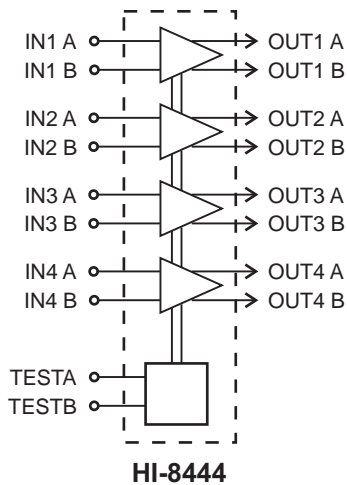 IN1 A OUT1 A
IN1 B OUT1 B
IN2 A OUT2 A
IN2 B OUT2 B
IN3 A OUT3 A
IN3 B OUT3 B
IN4 A OUT4 A
IN4 B OUT4 B
TESTA
TESTB
HI-8444